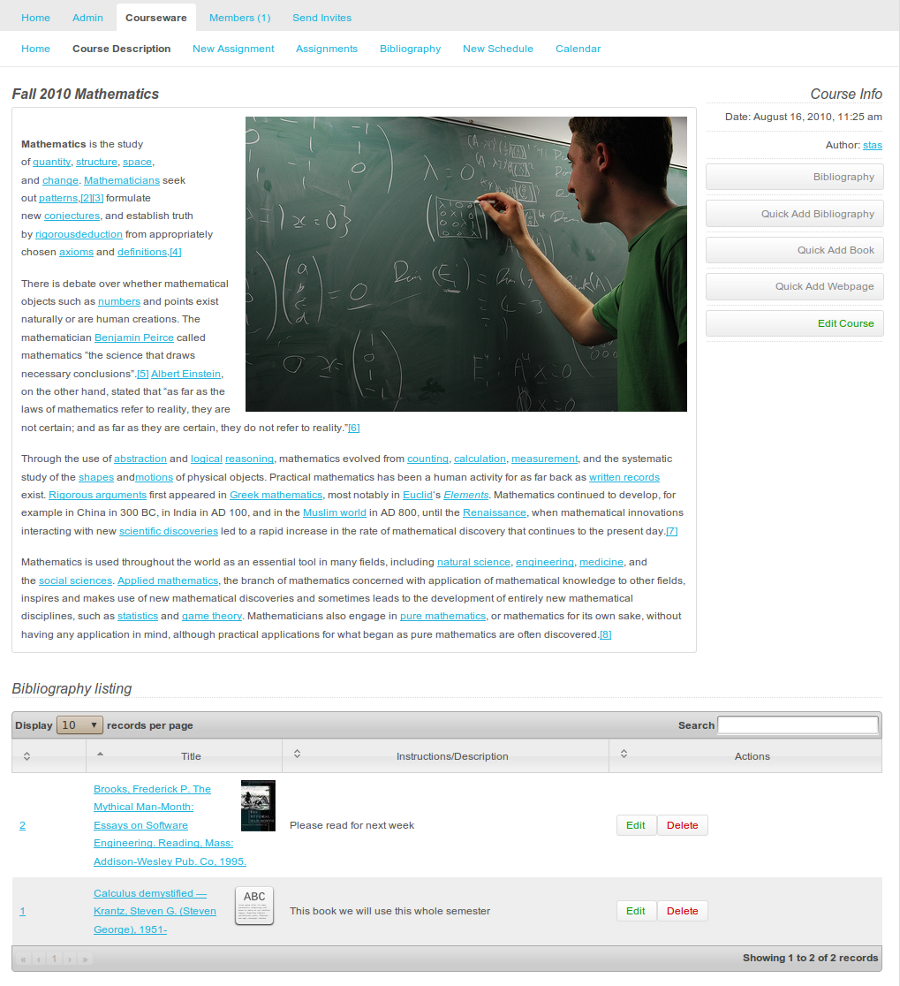 Home Admin Courseware Members (1) Send Invites
Home Course Description New Assignment Assignments Bibliography New Schedule Calendar
Fall 2010 Mathematics
Mathematics is the study
of quantity, structure, space,
and change. Mathematicians seek
out patterns,[2][3] formulate
new conjectures, and establish truth
by rigorousdeduction from appropriately
chosen axioms and definitions.[4]
There is debate over whether mathematical
objects such as numbers and points exist
naturally or are human creations. The
mathematician Benjamin Peirce called
mathematics "the science that draws
necessary conclusions".[5] Albert Einstein,
on the other hand, stated that "as far as the
laws of mathematics refer to reality, they are
not certain; and as far as they are certain, they do not refer to reality."[6]
Through the use of abstraction and logical reasoning, mathematics evolved from counting, calculation, measurement, and the systematic
study of the shapes andmotions of physical objects. Practical mathematics has been a human activity for as far back as written records
exist. Rigorous arguments first appeared in Greek mathematics, most notably in Euclid's Elements. Mathematics continued to develop, for
example in China in 300 BC, in India in AD 100, and in the Muslim world in AD 800, until the Renaissance, when mathematical innovations
interacting with new scientific discoveries led to a rapid increase in the rate of mathematical discovery that continues to the present day.[7]
Mathematics is used throughout the world as an essential tool in many fields, including natural science, engineering, medicine, and
the social sciences. Applied mathematics, the branch of mathematics concerned with application of mathematical knowledge to other fields,
inspires and makes use of new mathematical discoveries and sometimes leads to the development of entirely new mathematical
disciplines, such as statistics and game theory. Mathematicians also engage in pure mathematics, or mathematics for its own sake, without
having any application in mind, although practical applications for what began as pure mathematics are often discovered.[8]
Course Info
Date: August 16, 2010, 11:25 am
Author: stas
Bibliography
Quick Add Bibliography
Quick Add Book
Quick Add Webpage
Edit Course
Bibliography listing
Display 10 records per page Search
Title Instructions/Description Actions
2
Brooks, Frederick P. The
Mythical Man-Month:
Essays on Software
Engineering. Reading, Mass:
Addison-Wesley Pub. Co, 1995.
Please read for next week
Edit Delete
1
Calculus demystified —
Krantz, Steven G. (Steven
George), 1951-
ABC
This book we will use this whole semester
Edit Delete
« ‹ 1 › »
Showing 1 to 2 of 2 records